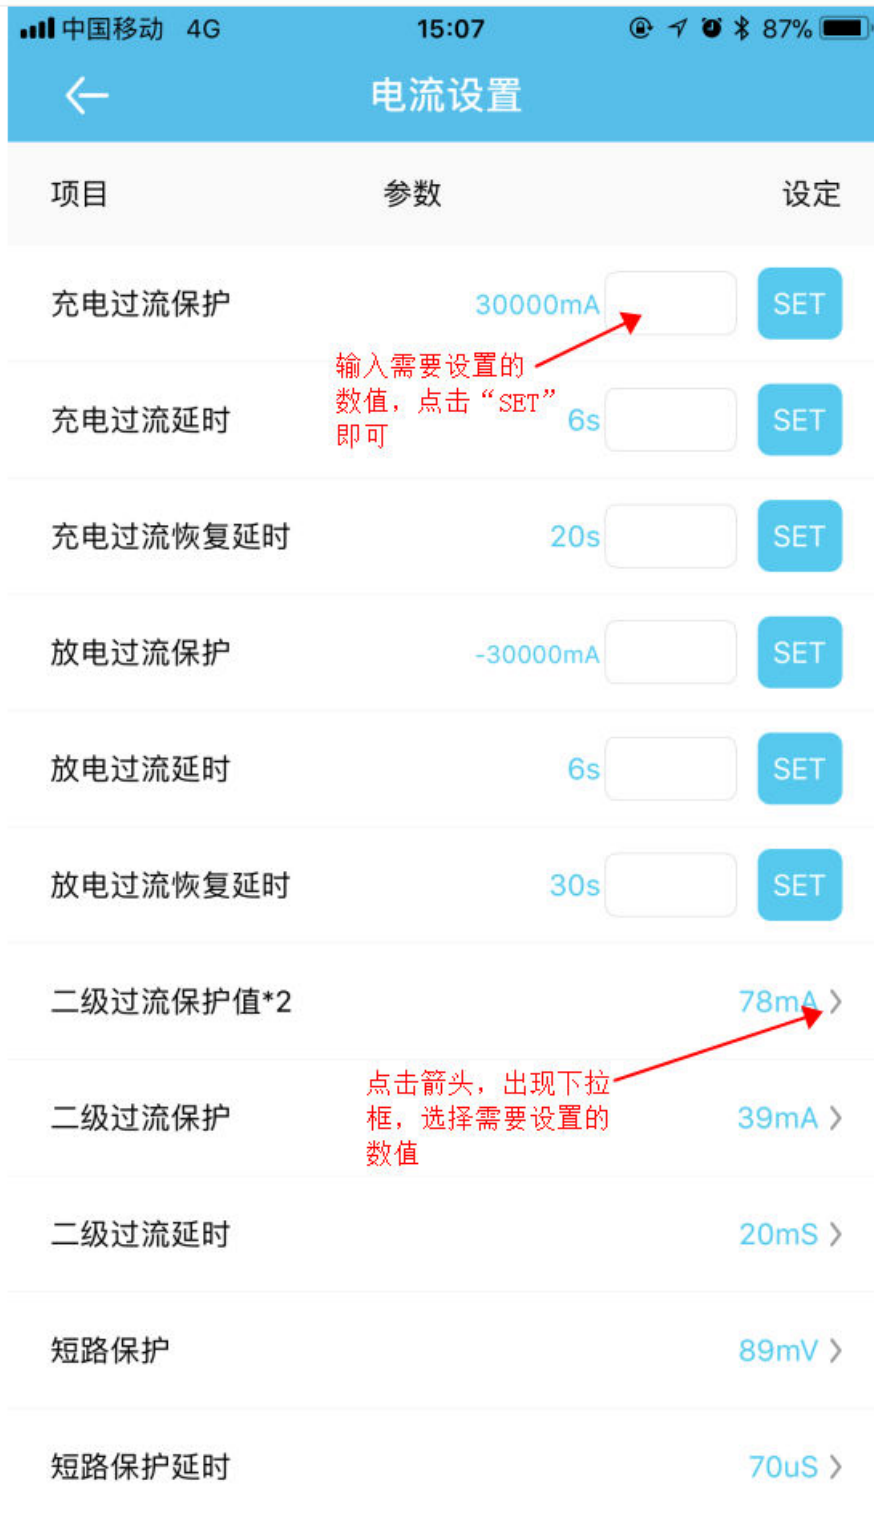 中国移动 4G 15:07 87%
电流设置
项目 参数 设定
充电过流保护 30000mA SET
输入需要设置的
数值，点击“SET”
即可
充电过流延时 6s SET
充电过流恢复延时 20s SET
放电过流保护 -30000mA SET
放电过流延时 6s SET
放电过流恢复延时 30s SET
二级过流保护值*2 78mA
点击箭头，出现下拉
框，选择需要设置的
数值
二级过流保护 39mA
二级过流延时 20mS
短路保护 89mV
短路保护延时 70uS